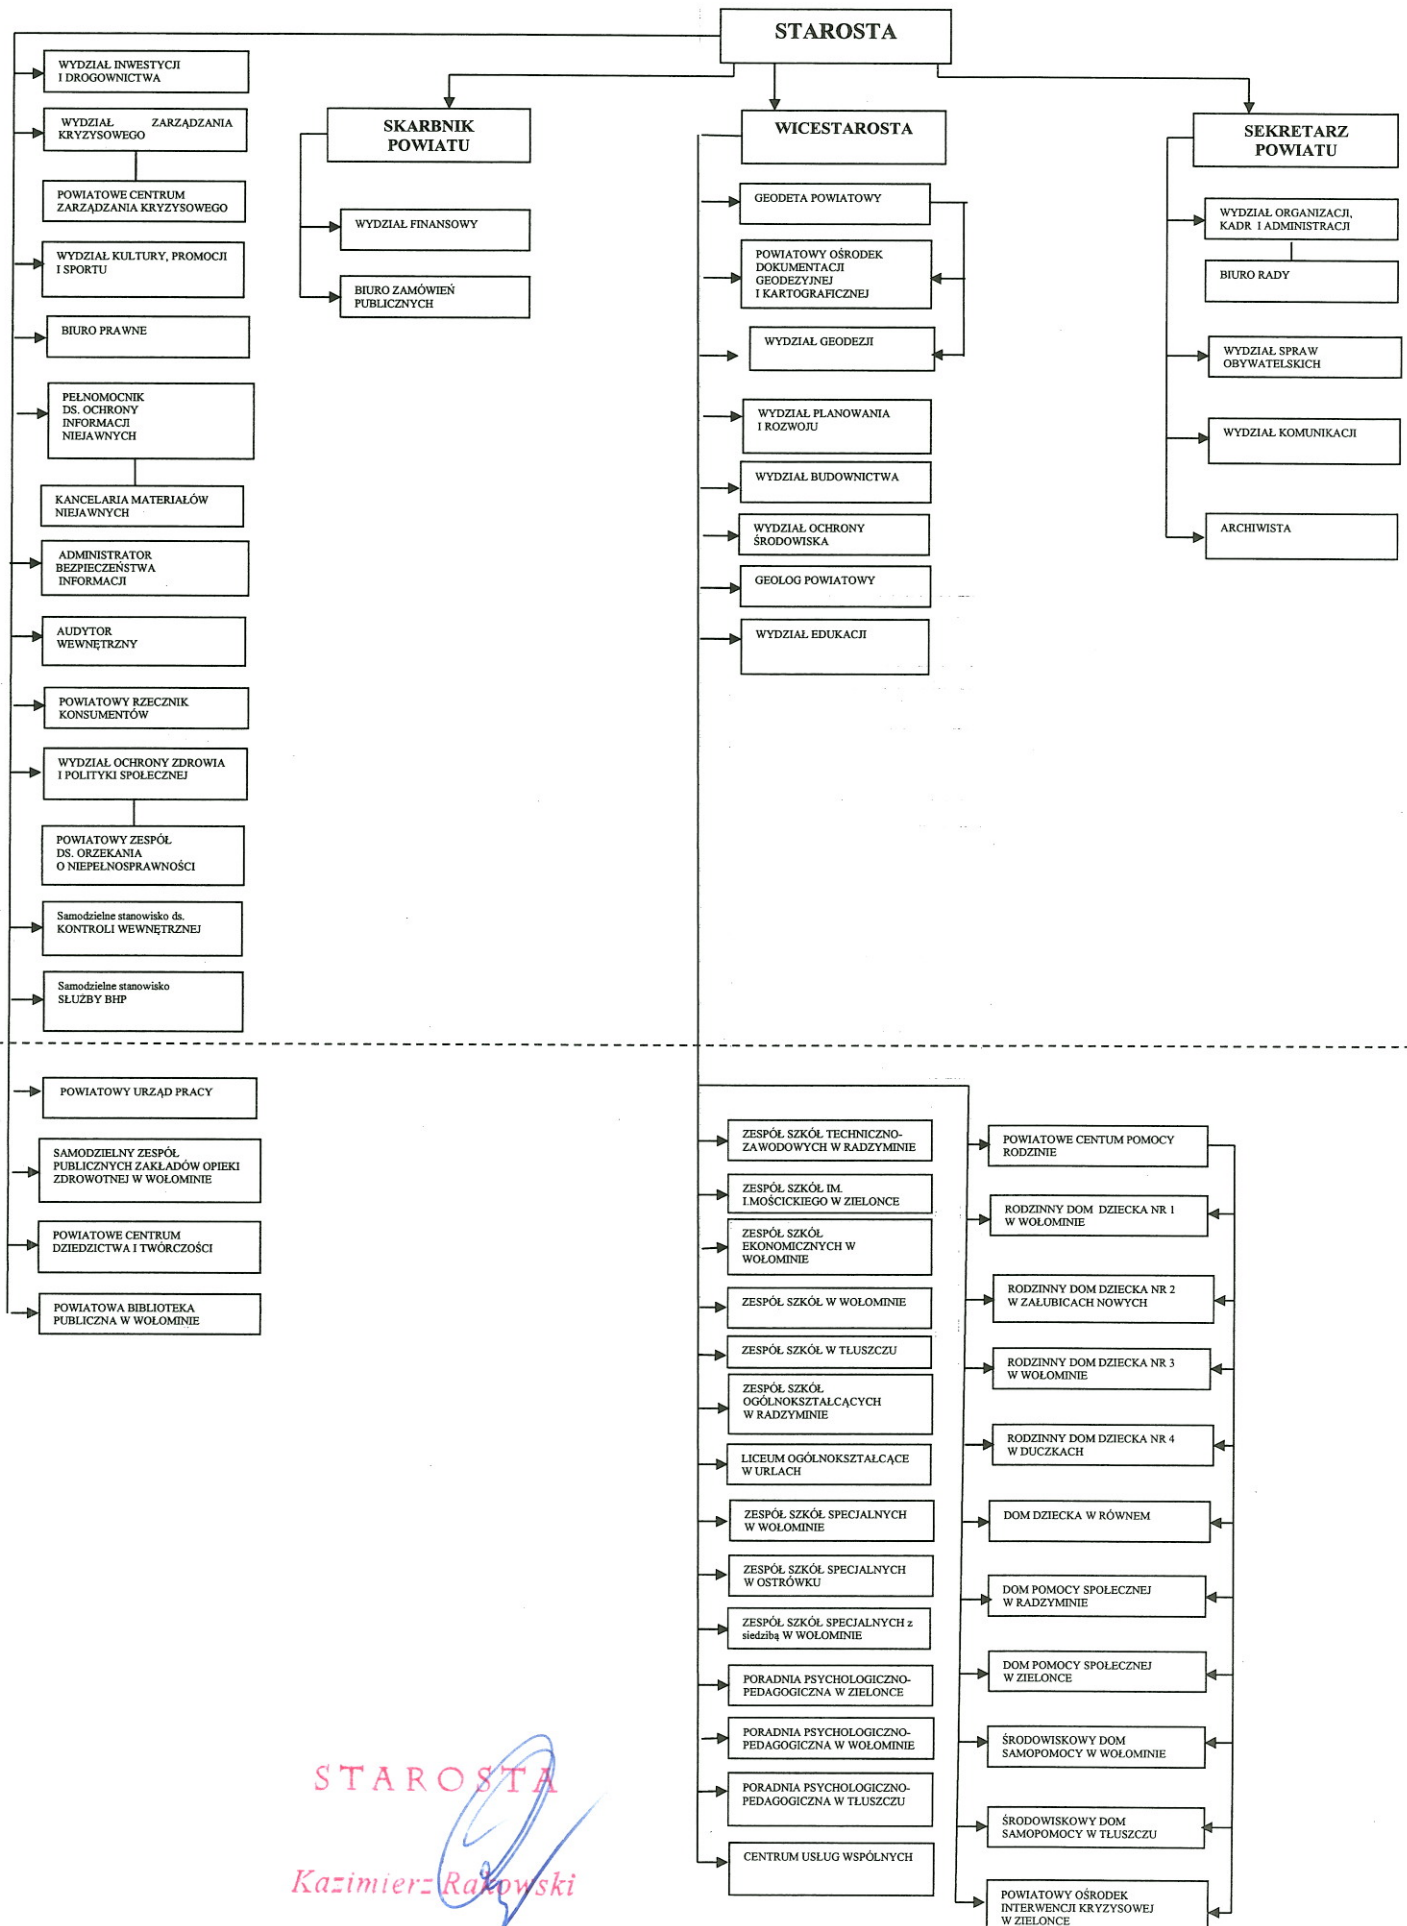 STAROSTA
WYDZIAŁ INWESTYCJI
I DROGOWNICTWA
WYDZIAŁ ZARZĄDZANIA
KRYZYSOWEGO
POWIATOWE CENTRUM
ZARZĄDZANIA KRYZYSOWEGO
WYDZIAŁ KULTURY, PROMOCJI
I SPORTU
BIURO PRAWNE
PEŁNOMOCNIK
DS. OCHRONY
INFORMACJI
NIEJAWNYCH
KANCELARIA MATERIAŁÓW
NIEJAWNYCH
ADMINISTRATOR
BEZPIECZEŃSTWA
INFORMACJI
AUDYTOR
WEWNĘTRZNY
POWIATOWY RZECZNIK
KONSUMENTÓW
WYDZIAŁ OCHRONY ZDROWIA
I POLITYKI SPOŁECZNEJ
POWIATOWY ZESPÓŁ
DS. ORZEKANIA
O NIEPEŁNOSPRAWNOŚCI
Samodzielne stanowisko ds.
KONTROLI WEWNĘTRZNEJ
Samodzielne stanowisko
SŁUŻBY BHP
SKARBNIK
POWIATU
WYDZIAŁ FINANSOWY
BIURO ZAMÓWIEŃ
PUBLICZNYCH
WICESTAROSTA
GEODETA POWIATOWY
POWIATOWY OŚRODEK
DOKUMENTACJI
GEODEZYJNEJ
I KARTOGRAFICZNEJ
WYDZIAŁ GEODEZJI
WYDZIAŁ PLANOWANIA
I ROZWOJU
WYDZIAŁ BUDOWNICTWA
WYDZIAŁ OCHRONY
ŚRODOWISKA
GEOLOG POWIATOWY
WYDZIAŁ EDUKACJI
SEKRETARZ
POWIATU
WYDZIAŁ ORGANIZACJI,
KADR I ADMINISTRACJI
BIURO RADY
WYDZIAŁ SPRAW
OBYWATELSKICH
WYDZIAŁ KOMUNIKACJI
ARCHIWISTA
POWIATOWY URZĄD PRACY
SAMODZIELNY ZESPÓŁ
PUBLICZNYCH ZAKŁADÓW OPIEKI
ZDROWOTNEJ W WOŁOMINIE
POWIATOWE CENTRUM
DZIEDZICTWA I TWÓRCZOŚCI
POWIATOWA BIBLIOTEKA
PUBLICZNA W WOŁOMINIE
ZESPÓŁ SZKÓŁ TECHNICZNO-
ZAWODOWYCH W RADZYMINIE
ZESPÓŁ SZKÓŁ IM.
I.MOŚCICKIEGO W ZIELONCE
ZESPÓŁ SZKÓŁ
EKONOMICZNYCH W
WOŁOMINIE
ZESPÓŁ SZKÓŁ W WOŁOMINIE
ZESPÓŁ SZKÓŁ W TŁUSZCZU
ZESPÓŁ SZKÓŁ
OGÓLNOKSZTAŁCĄCYCH
W RADZYMINIE
LICEUM OGÓLNOKSZTAŁCĄCE
W URLACH
ZESPÓŁ SZKÓŁ SPECJALNYCH
W WOŁOMINIE
ZESPÓŁ SZKÓŁ SPECJALNYCH
W OSTRÓWKU
ZESPÓŁ SZKÓŁ SPECJALNYCH z
siedzibą W WOŁOMINIE
PORADNIA PSYCHOLOGICZNO-
PEDAGOGICZNA W ZIELONCE
PORADNIA PSYCHOLOGICZNO-
PEDAGOGICZNA W WOŁOMINIE
PORADNIA PSYCHOLOGICZNO-
PEDAGOGICZNA W TŁUSZCZU
CENTRUM USŁUG WSPÓLNYCH
POWIATOWE CENTUM POMOCY
RODZINIE
RODZINNY DOM DZIECKA NR 1
W WOŁOMINIE
RODZINNY DOM DZIECKA NR 2
W ZAŁUBICACH NOWYCH
RODZINNY DOM DZIECKA NR 3
W WOŁOMINIE
RODZINNY DOM DZIECKA NR 4
W DUCZKACH
DOM DZIECKA W RÓWNEM
DOM POMOCY SPOŁECZNEJ
W RADZYMINIE
DOM POMOCY SPOŁECZNEJ
W ZIELONCE
ŚRODOWISKOWY DOM
SAMOPOMOCY W WOŁOMINIE
ŚRODOWISKOWY DOM
SAMOPOMOCY W TŁUSZCZU
POWIATOWY OŚRODEK
INTERWENCJI KRYZYSOWEJ
W ZIELONCE
STAROSTA
Kazimierz Rakowski